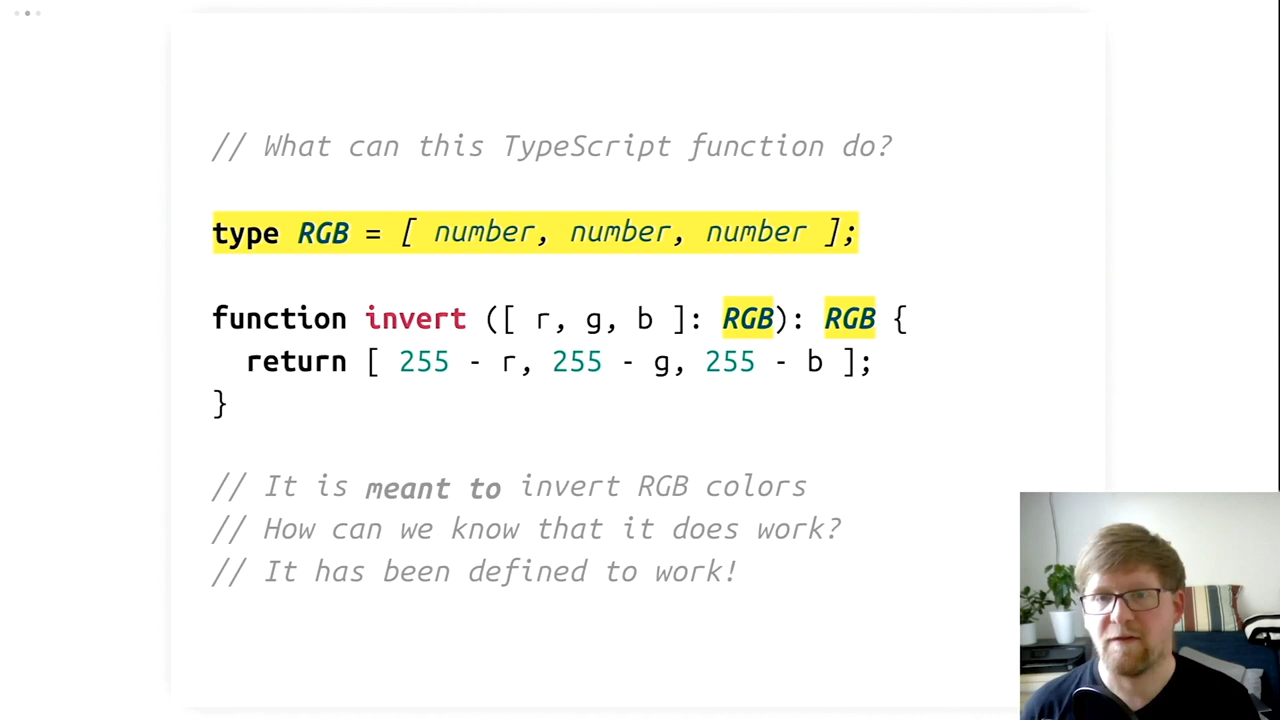 // What can this TypeScript function do?
type RGB = [ number, number, number ];
function invert ([ r, g, b ]: RGB): RGB {
return [ 255 - r, 255 - g, 255 - b ];
}
// It is meant to invert RGB colors
// How can we know that it does work?
// It has been defined to work!